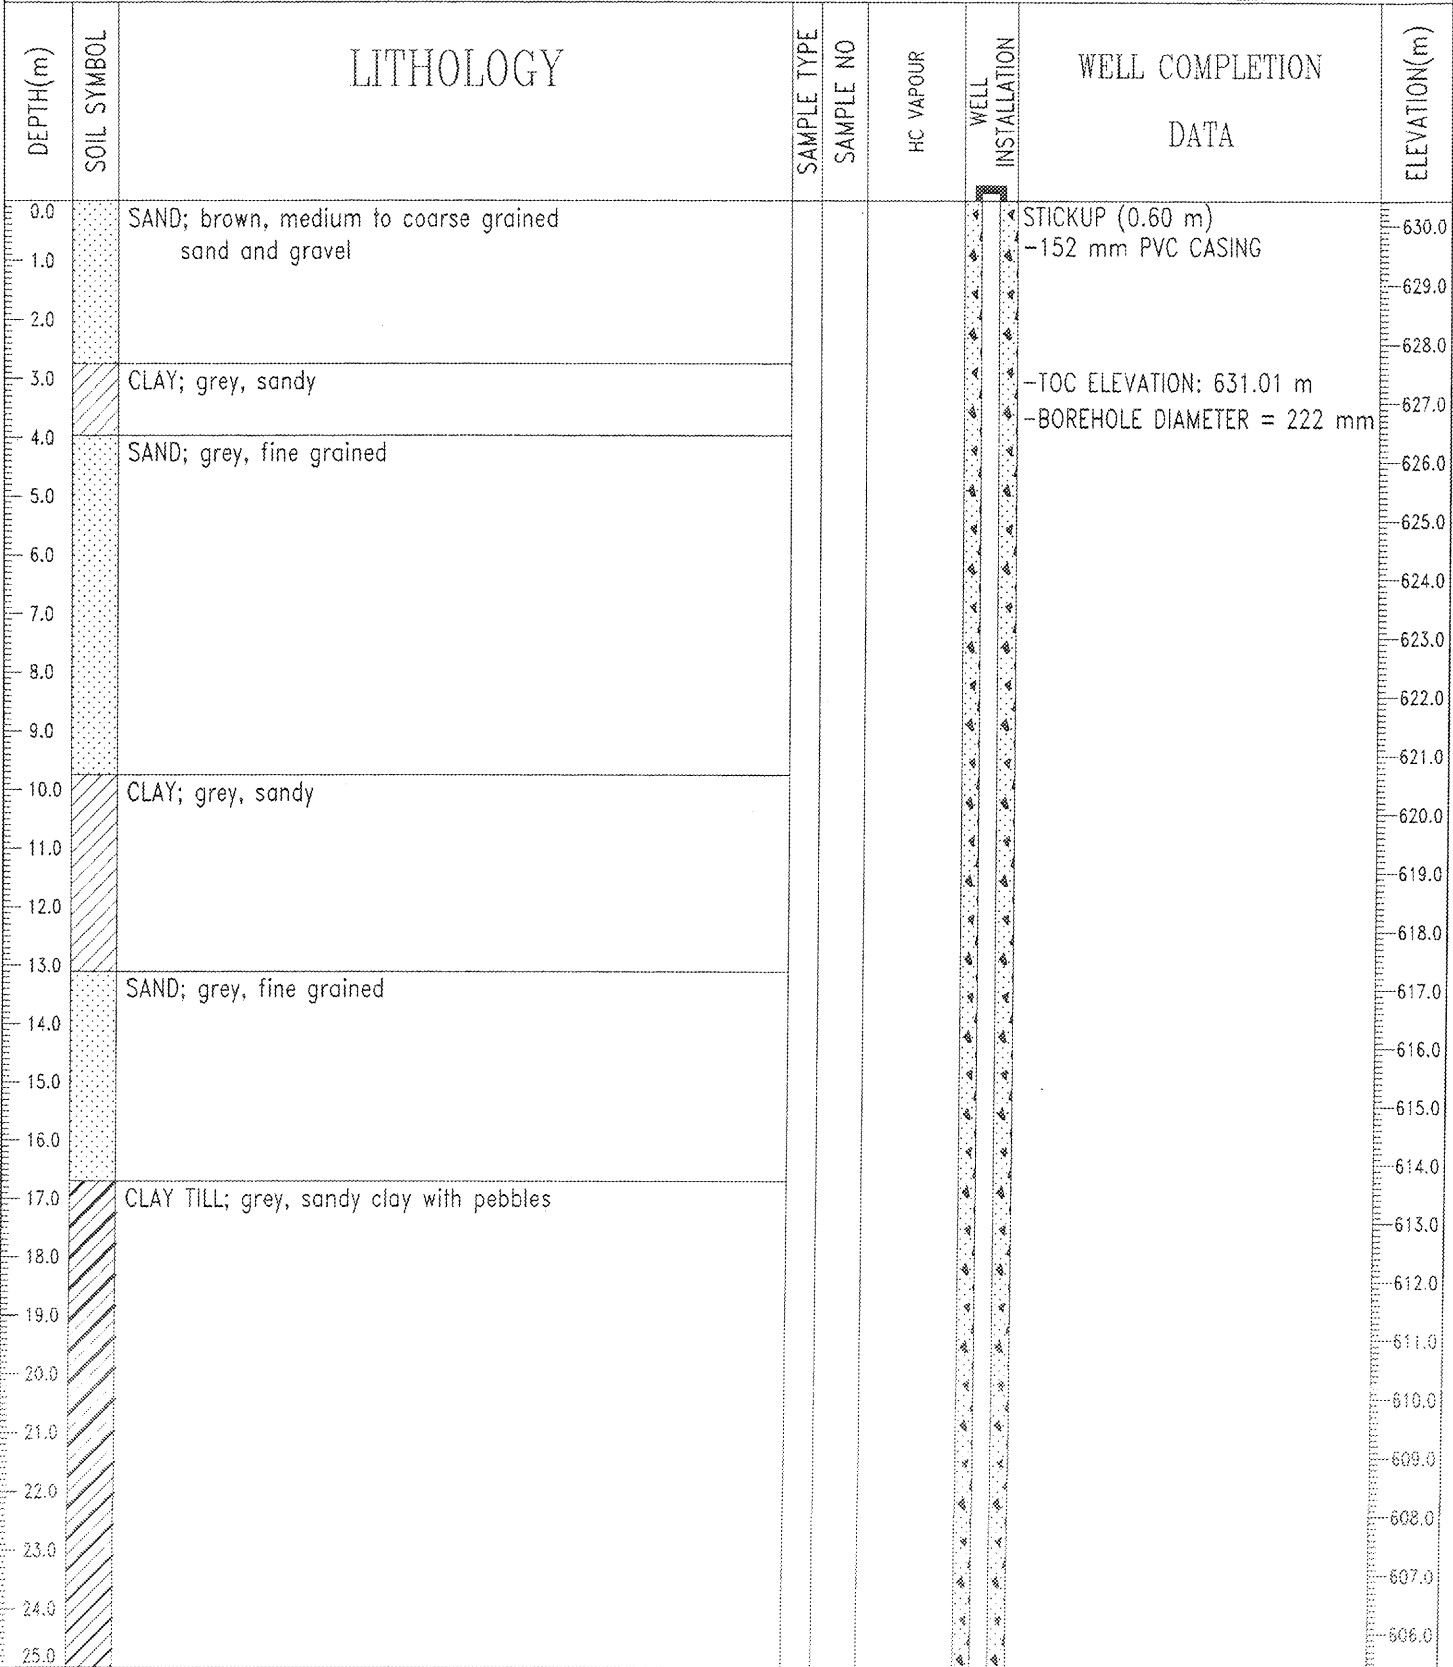 DEPTH(m)
SOIL SYMBOL
LITHOLOGY
SAMPLE TYPE
SAMPLE NO
HC VAPOUR
WELL
INSTALLATION
WELL COMPLETION
DATA
ELEVATION(m)
0.0
1.0
2.0
3.0
4.0
5.0
6.0
7.0
8.0
9.0
10.0
11.0
12.0
13.0
14.0
15.0
16.0
17.0
18.0
19.0
20.0
21.0
22.0
23.0
24.0
25.0
SAND; brown, medium to coarse grained
sand and gravel
CLAY; grey, sandy
SAND; grey, fine grained
CLAY; grey, sandy
SAND; grey, fine grained
CLAY TILL; grey, sandy clay with pebbles
STICKUP (0.60 m)
-152 mm PVC CASING
-TOC ELEVATION: 631.01 m
-BOREHOLE DIAMETER = 222 mm
630.0
629.0
628.0
627.0
626.0
625.0
624.0
623.0
622.0
621.0
620.0
619.0
618.0
617.0
616.0
615.0
614.0
613.0
612.0
611.0
610.0
609.0
608.0
607.0
606.0